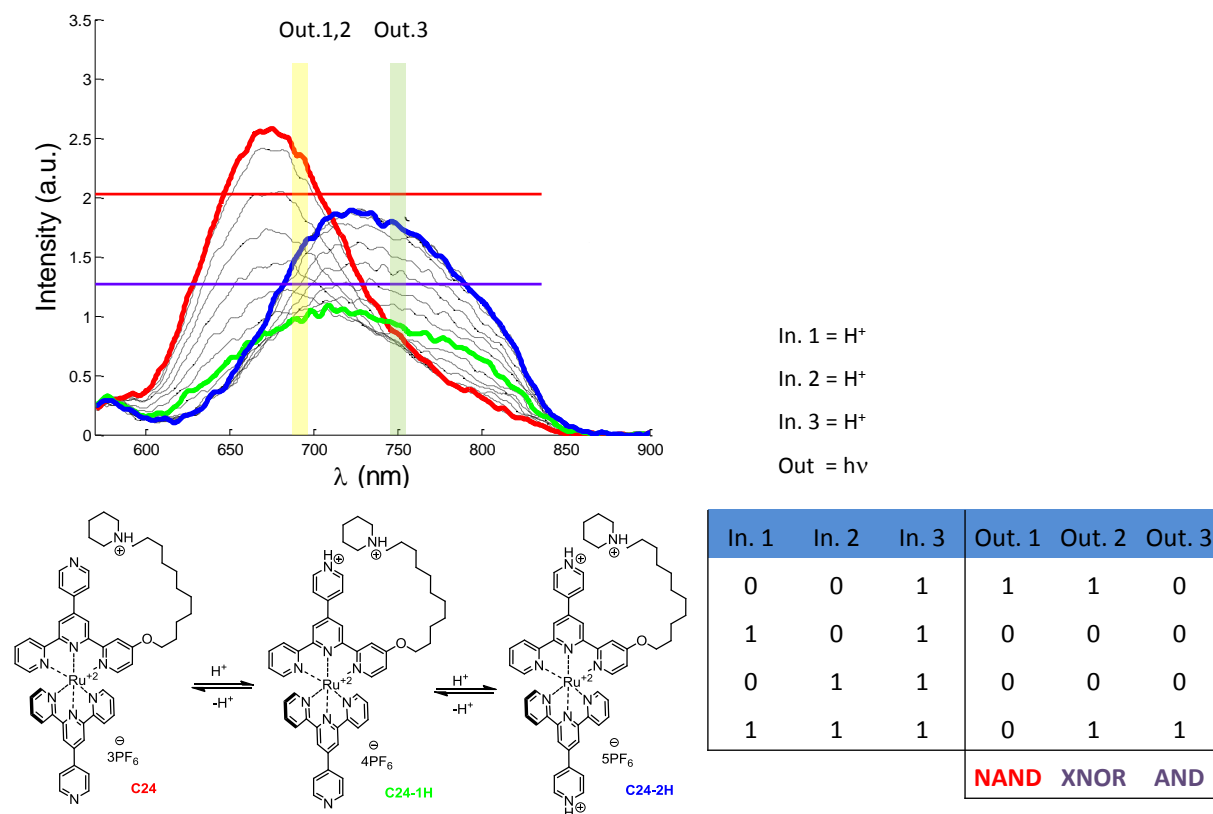 Out.1,2 Out.3
3.5
3
2.5
2
1.5
1
0.5
0
Intensity (a.u.)
600 650 700 750 800 850 900
λ (nm)
In. 1 = H⁺
In. 2 = H⁺
In. 3 = H⁺
Out = hν
NH
⊕
N
N
N
N
O
Ru⁺²
N
N
N
N
⊖
3PF₆
C24
H⁺
-H⁺
H
N
⊕
NH
⊕
N
N
N
O
Ru⁺²
N
N
N
N
⊖
4PF₆
C24-1H
H⁺
-H⁺
H
N
⊕
NH
⊕
N
N
N
O
Ru⁺²
N
N
N
N
⊕
H
⊖
5PF₆
C24-2H
In. 1 In. 2 In. 3 Out. 1 Out. 2 Out. 3
0 0 1 1 1 0
1 0 1 0 0 0
0 1 1 0 0 0
1 1 1 0 1 1
NAND XNOR AND